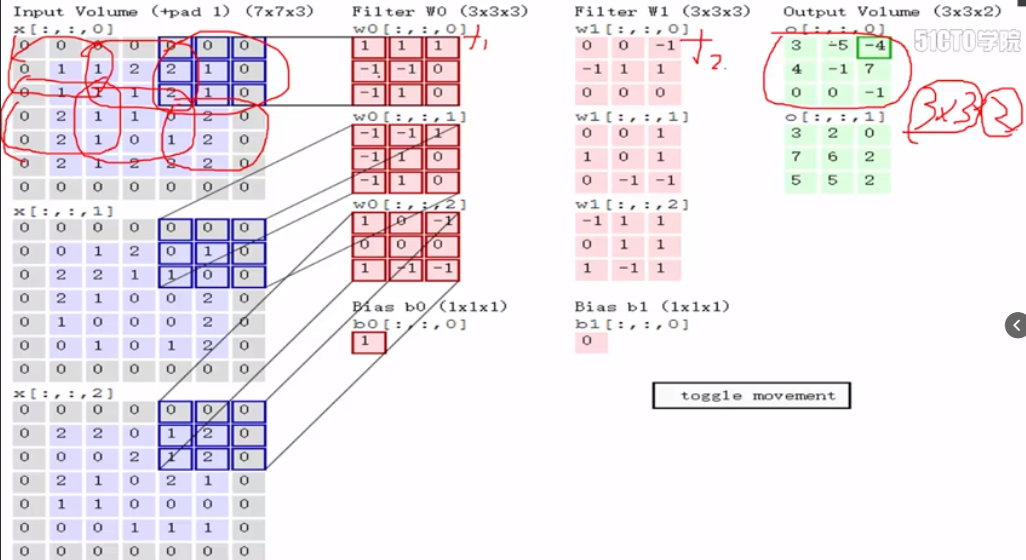 Input Volume (+pad 1) (7x7x3)
x[:,:,0]
0 0 0 0 0 0 0
0 1 1 2 2 1 0
0 1 1 1 2 1 0
0 2 1 1 0 2 0
0 2 1 0 1 2 0
0 2 1 2 2 2 0
0 0 0 0 0 0 0
x[:,:,1]
0 0 0 0 0 0 0
0 0 1 2 0 1 0
0 2 2 1 1 0 0
0 2 1 0 0 2 0
0 1 0 0 0 2 0
0 0 1 0 1 2 0
0 0 0 0 0 0 0
x[:,:,2]
0 0 0 0 0 0 0
0 2 2 0 1 2 0
0 0 0 2 1 2 0
0 2 1 0 2 1 0
0 1 1 0 0 0 0
0 0 0 1 1 1 0
0 0 0 0 0 0 0
Filter W0 (3x3x3)
w0[:,:,0]
1 1 1
-1 -1 0
-1 1 0
w0[:,:,1]
-1 -1 1
-1 1 0
-1 1 0
w0[:,:,2]
1 0 -1
0 0 0
1 -1 -1
Bias b0 (1x1x1)
b0[:,:,0]
1
Filter W1 (3x3x3)
w1[:,:,0]
0 0 -1
-1 1 1
0 0 0
w1[:,:,1]
0 0 1
1 0 1
0 -1 -1
w1[:,:,2]
-1 1 1
0 1 1
1 -1 1
Bias b1 (1x1x1)
b1[:,:,0]
0
Output Volume (3x3x2)
o[:,:,0]
3 -5 -4
4 -1 7
0 0 -1
o[:,:,1]
3 2 0
7 6 2
5 5 2
51CTO学院
3x3x2
toggle movement